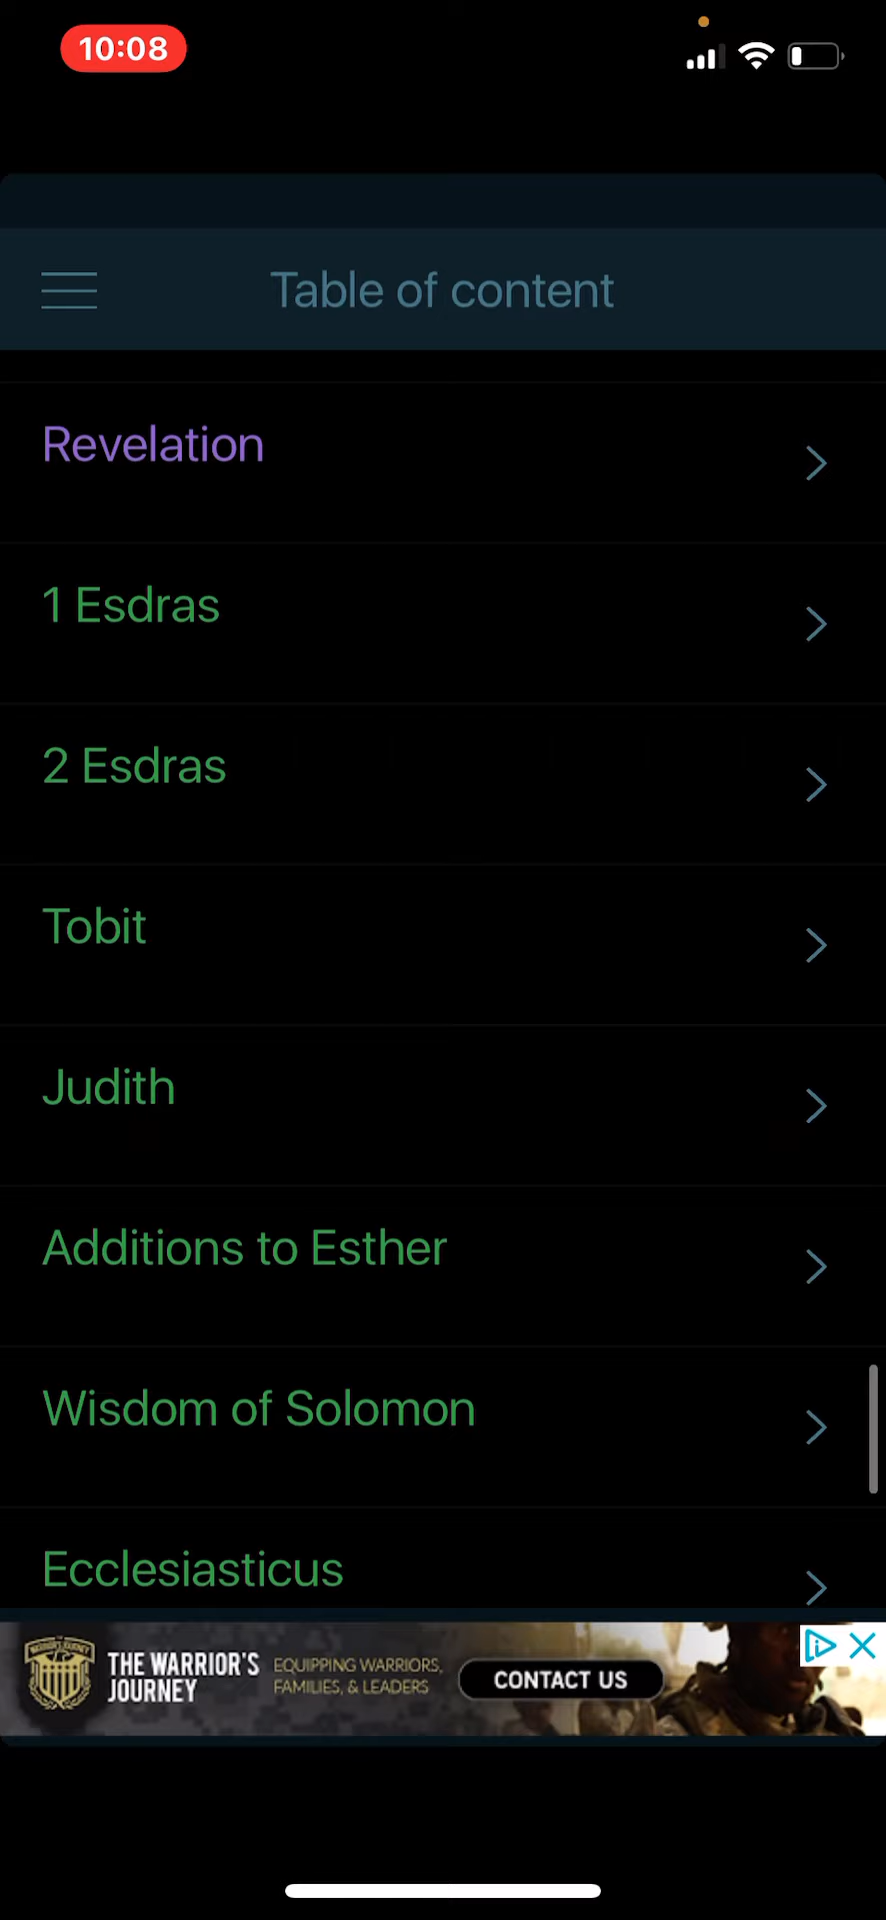 10:08
Table of content
Revelation
1 Esdras
2 Esdras
Tobit
Judith
Additions to Esther
Wisdom of Solomon
Ecclesiasticus
THE WARRIOR'S
JOURNEY
EQUIPPING WARRIORS,
FAMILIES, & LEADERS
CONTACT US